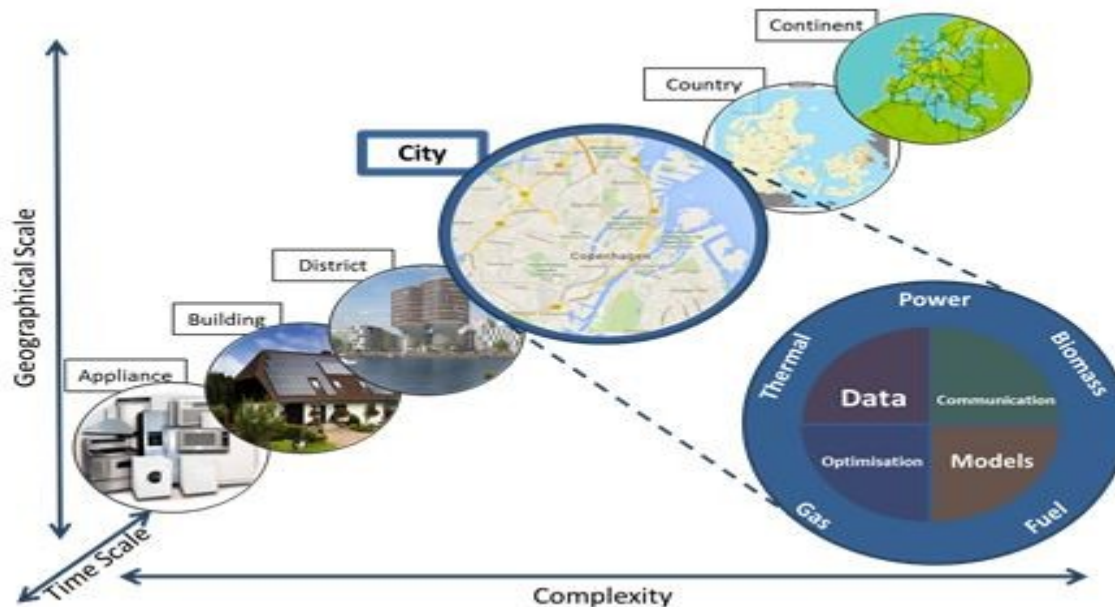 Continent
Country
City
District
Building
Appliance
Geographical Scale
Time Scale
Complexity
Copenhagen
Power
Thermal
Biomass
Data
Communication
Optimisation
Models
Gas
Fuel